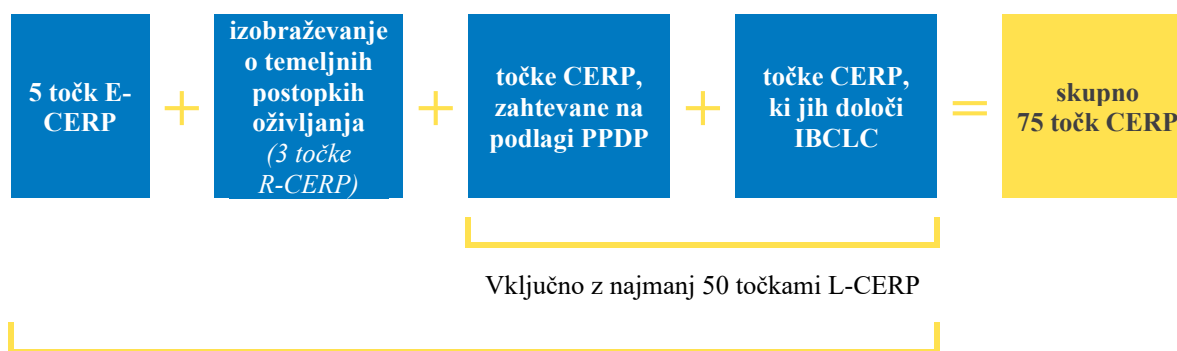 5 točk E-
CERP
+
izobraževanje
o temeljnih
postopkih
oživljanja
(3 točke
R-CERP)
+
točke CERP,
zahtevane na
podlagi PPDP
+
točke CERP,
ki jih določi
IBCLC
=
skupno
75 točk CERP
Vključno z najmanj 50 točkami L-CERP